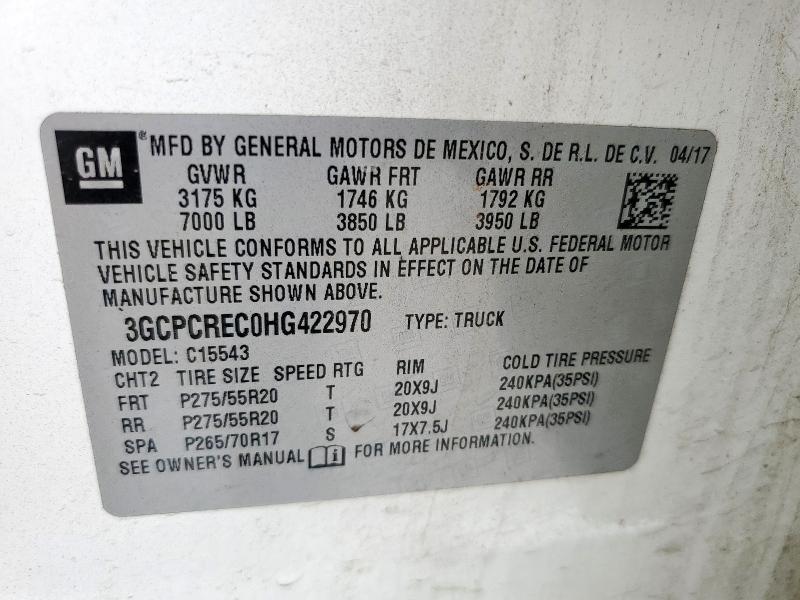 GM ® MFD BY GENERAL MOTORS DE MEXICO, S. DE R.L. DE C.V. 04/17
GVWR GAWR FRT GAWR RR
3175 KG 1746 KG 1792 KG
7000 LB 3850 LB 3950 LB
THIS VEHICLE CONFORMS TO ALL APPLICABLE U.S. FEDERAL MOTOR
VEHICLE SAFETY STANDARDS IN EFFECT ON THE DATE OF
MANUFACTURE SHOWN ABOVE.
3GCPCREC0HG422970 TYPE: TRUCK
MODEL: C15543
CHT2 TIRE SIZE SPEED RTG RIM COLD TIRE PRESSURE
FRT P275/55R20 T 20X9J 240KPA(35PSI)
RR P275/55R20 T 20X9J 240KPA(35PSI)
SPA P265/70R17 S 17X7.5J 240KPA(35PSI)
SEE OWNER'S MANUAL FOR MORE INFORMATION.